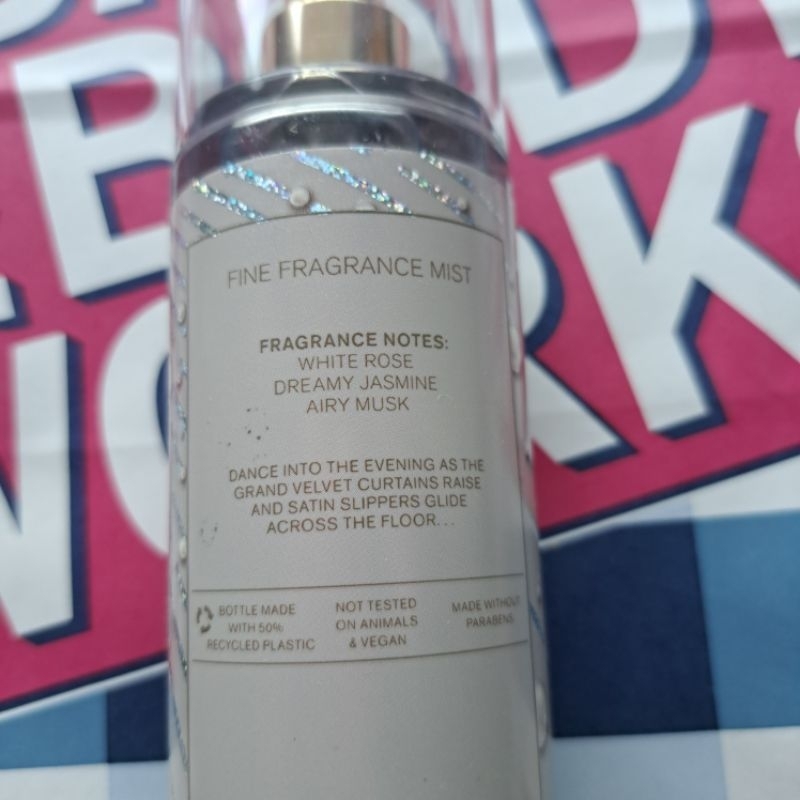 BODY
WORKS
FINE FRAGRANCE MIST
FRAGRANCE NOTES:
WHITE ROSE
DREAMY JASMINE
AIRY MUSK
DANCE INTO THE EVENING AS THE
GRAND VELVET CURTAINS RAISE
AND SATIN SLIPPERS GLIDE
ACROSS THE FLOOR...
BOTTLE MADE
WITH 50%
RECYCLED PLASTIC
NOT TESTED
ON ANIMALS
& VEGAN
MADE WITHOUT
PARABENS